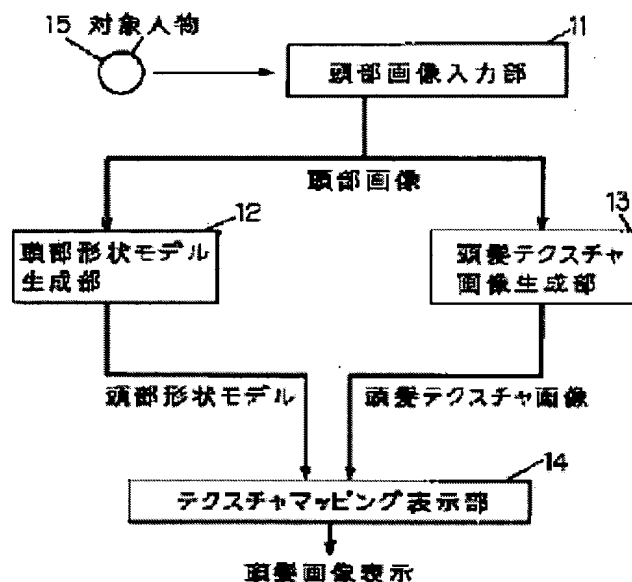 15 対象人物
11
頭部画像入力部
頭部画像
12
頭部形状モデル
生成部
13
頭髪テクスチャ
画像生成部
頭部形状モデル
頭髪テクスチャ画像
14
テクスチャマッピング表示部
頭髪画像表示